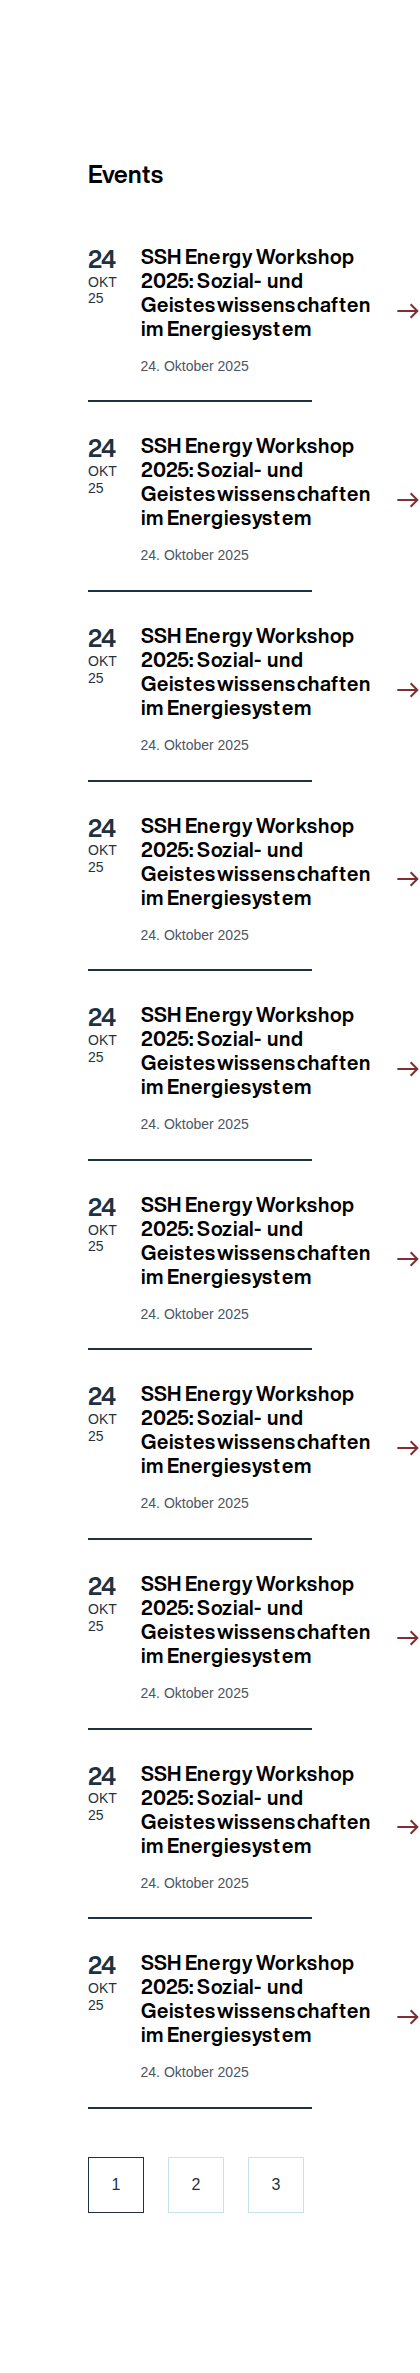 Events
24
OKT
25
SSH Energy Workshop
2025: Sozial- und
Geisteswissenschaften
im Energiesystem
24. Oktober 2025
24
OKT
25
SSH Energy Workshop
2025: Sozial- und
Geisteswissenschaften
im Energiesystem
24. Oktober 2025
24
OKT
25
SSH Energy Workshop
2025: Sozial- und
Geisteswissenschaften
im Energiesystem
24. Oktober 2025
24
OKT
25
SSH Energy Workshop
2025: Sozial- und
Geisteswissenschaften
im Energiesystem
24. Oktober 2025
24
OKT
25
SSH Energy Workshop
2025: Sozial- und
Geisteswissenschaften
im Energiesystem
24. Oktober 2025
24
OKT
25
SSH Energy Workshop
2025: Sozial- und
Geisteswissenschaften
im Energiesystem
24. Oktober 2025
24
OKT
25
SSH Energy Workshop
2025: Sozial- und
Geisteswissenschaften
im Energiesystem
24. Oktober 2025
24
OKT
25
SSH Energy Workshop
2025: Sozial- und
Geisteswissenschaften
im Energiesystem
24. Oktober 2025
24
OKT
25
SSH Energy Workshop
2025: Sozial- und
Geisteswissenschaften
im Energiesystem
24. Oktober 2025
24
OKT
25
SSH Energy Workshop
2025: Sozial- und
Geisteswissenschaften
im Energiesystem
24. Oktober 2025
1 2 3